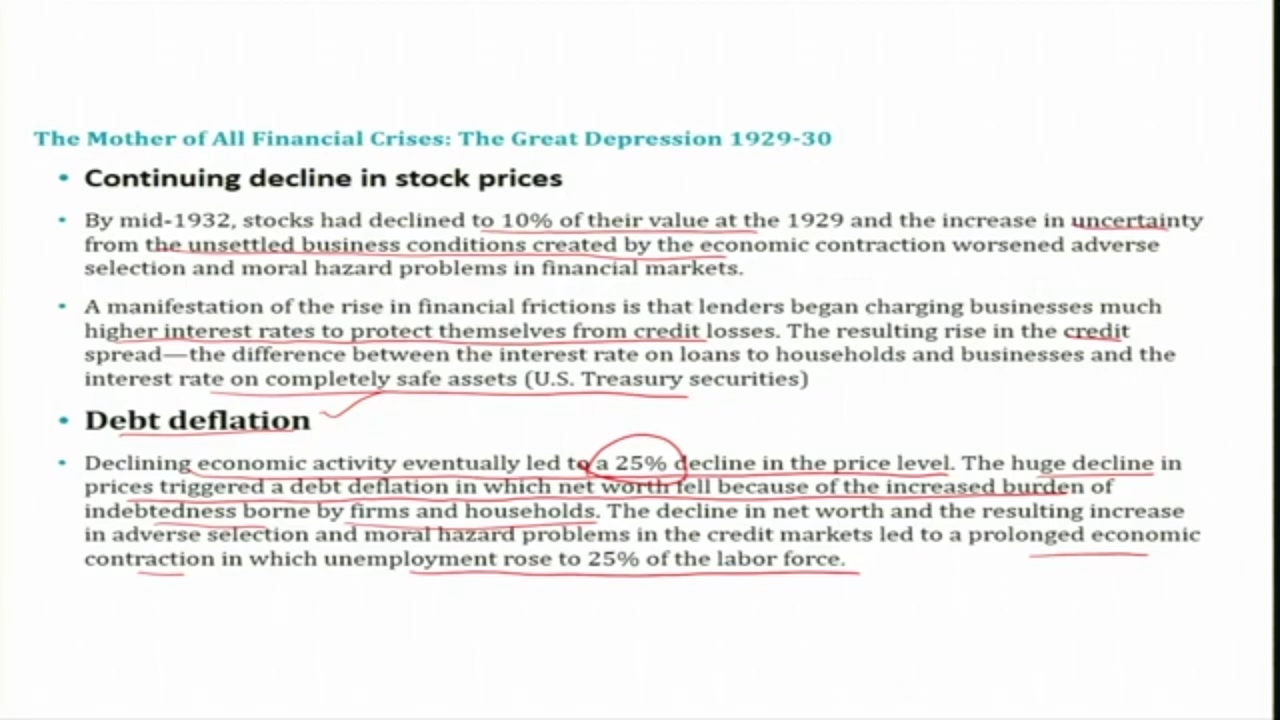 The Mother of All Financial Crises: The Great Depression 1929-30
• Continuing decline in stock prices
• By mid-1932, stocks had declined to 10% of their value at the 1929 and the increase in uncertainty
from the unsettled business conditions created by the economic contraction worsened adverse
selection and moral hazard problems in financial markets.
• A manifestation of the rise in financial frictions is that lenders began charging businesses much
higher interest rates to protect themselves from credit losses. The resulting rise in the credit
spread—the difference between the interest rate on loans to households and businesses and the
interest rate on completely safe assets (U.S. Treasury securities)
• Debt deflation
• Declining economic activity eventually led to a 25% decline in the price level. The huge decline in
prices triggered a debt deflation in which net worth fell because of the increased burden of
indebtedness borne by firms and households. The decline in net worth and the resulting increase
in adverse selection and moral hazard problems in the credit markets led to a prolonged economic
contraction in which unemployment rose to 25% of the labor force.